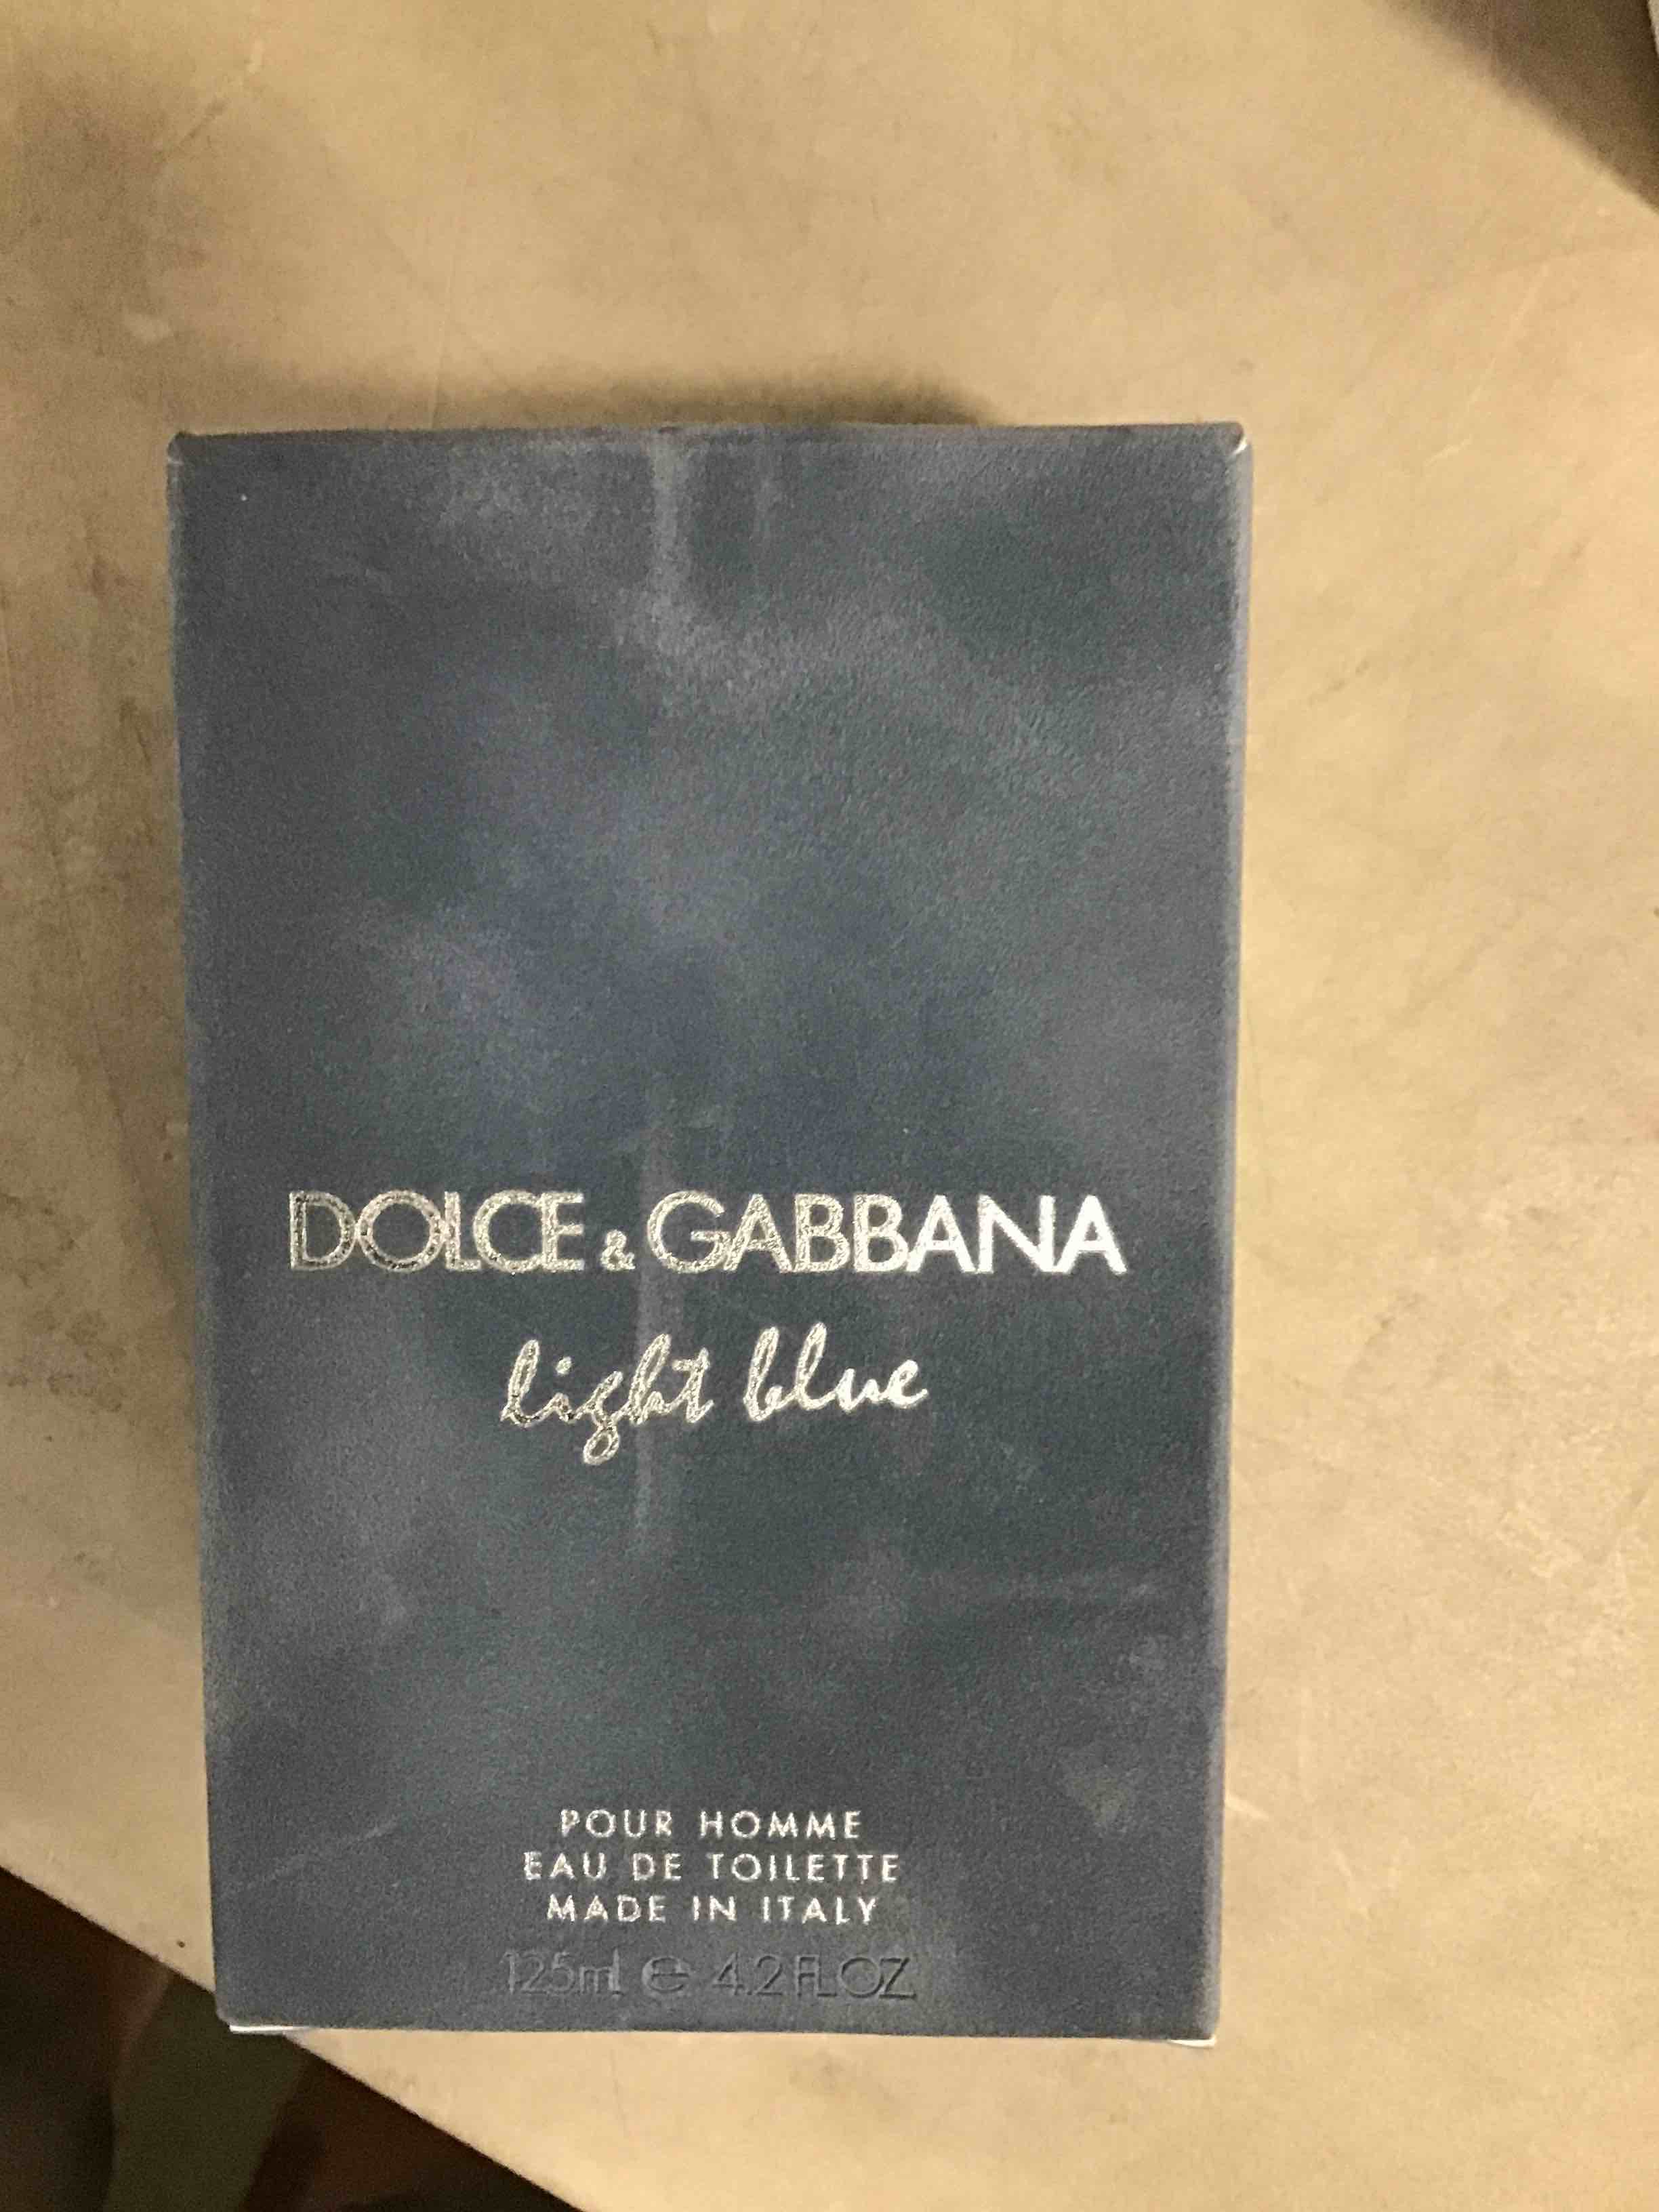 DOLCE & GABBANA
light blue
POUR HOMME
EAU DE TOILETTE
MADE IN ITALY
125ml ℮ 4.2 FL OZ